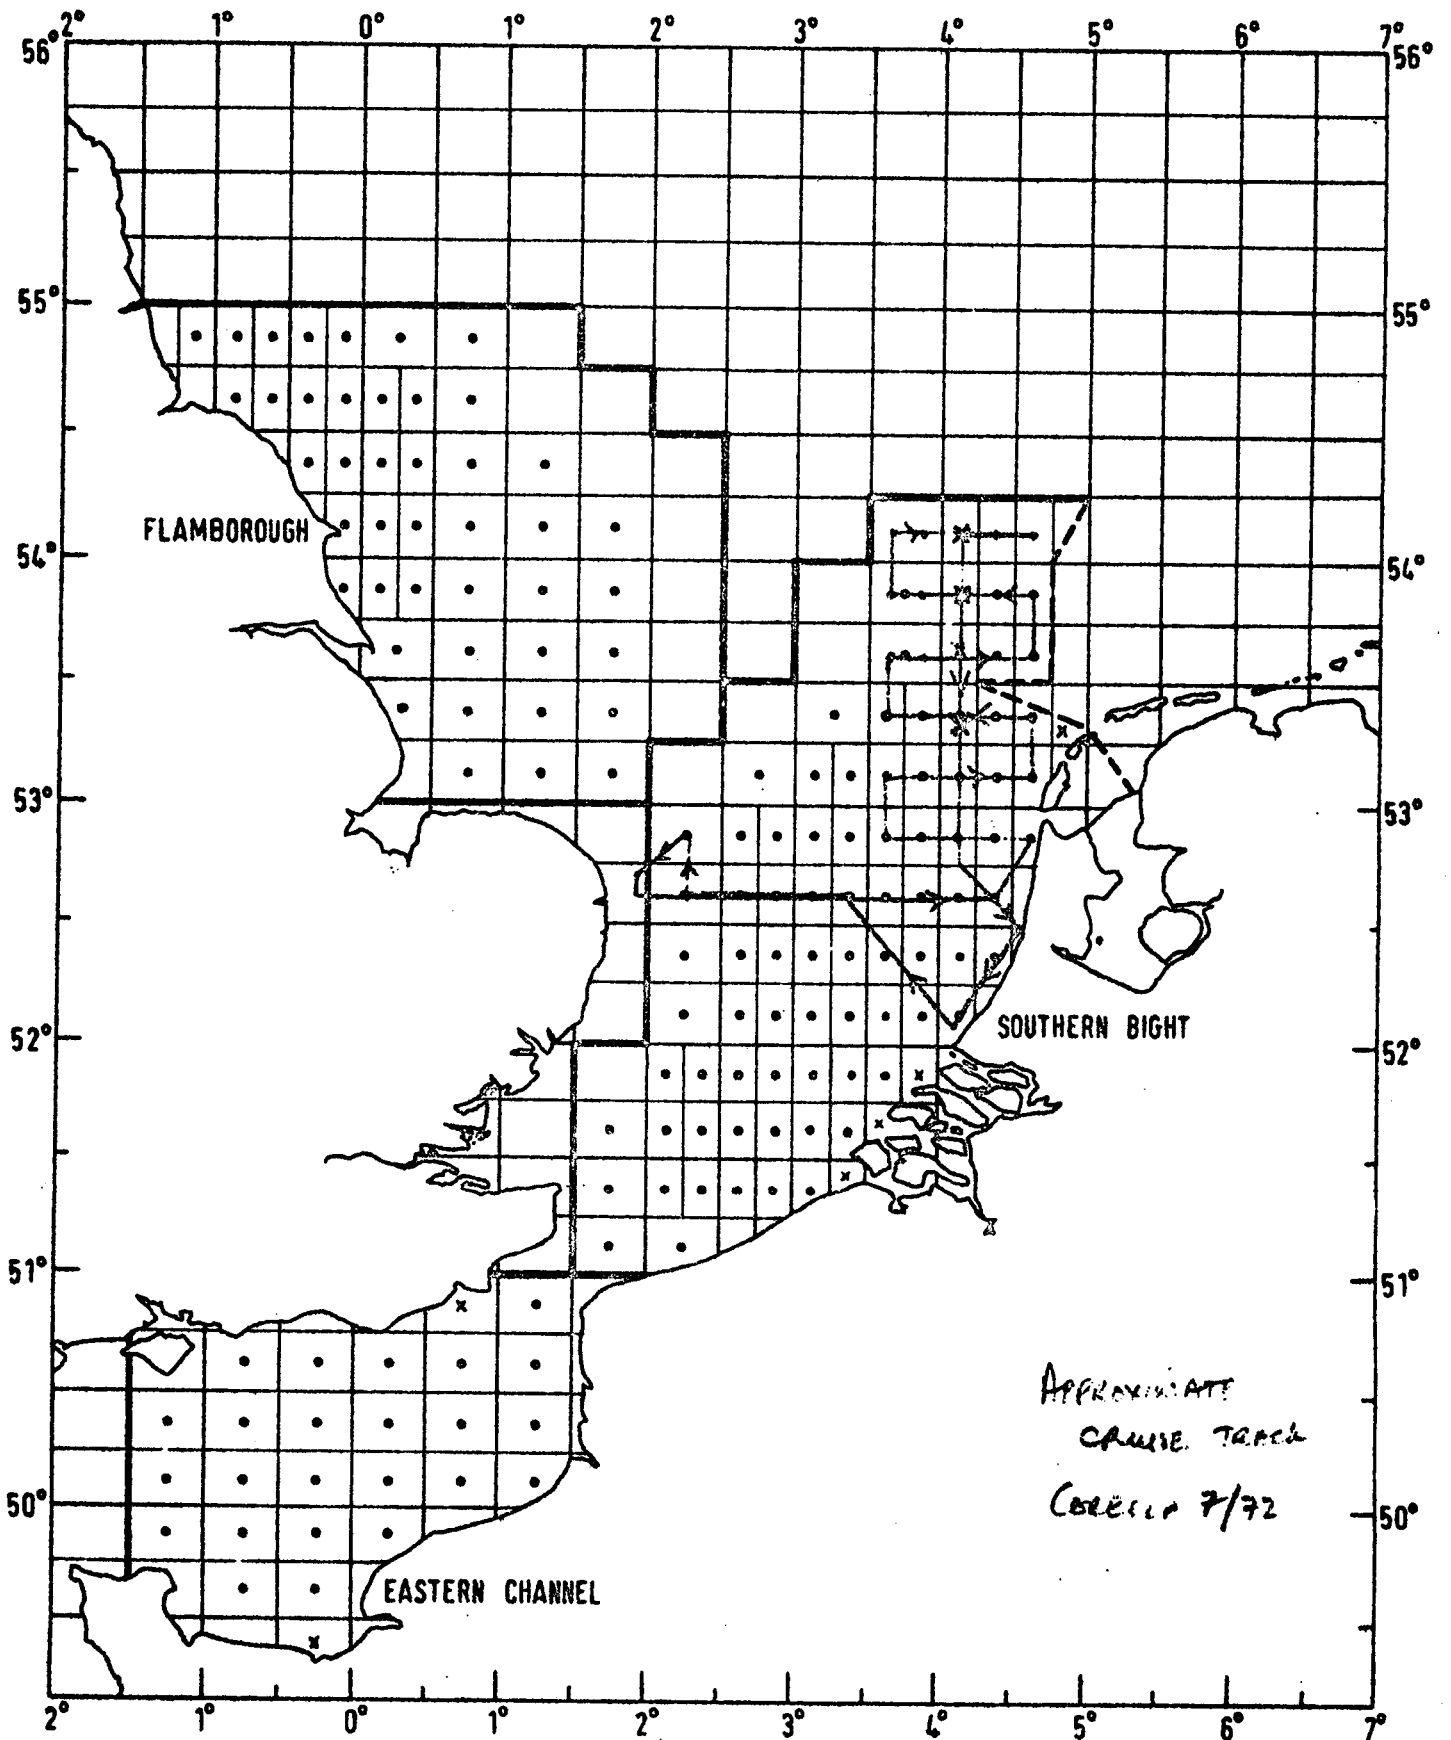 2° 1° 0° 1° 2° 3° 4° 5° 6° 7°
56° 56°
55° 55°
FLAMBOROUGH
54° 54°
53° 53°
SOUTHERN BIGHT
52° 52°
51° 51°
APPROXIMATE
CRUISE TRACK
CORELLA 7/72
50° 50°
EASTERN CHANNEL
2° 1° 0° 1° 2° 3° 4° 5° 6° 7°